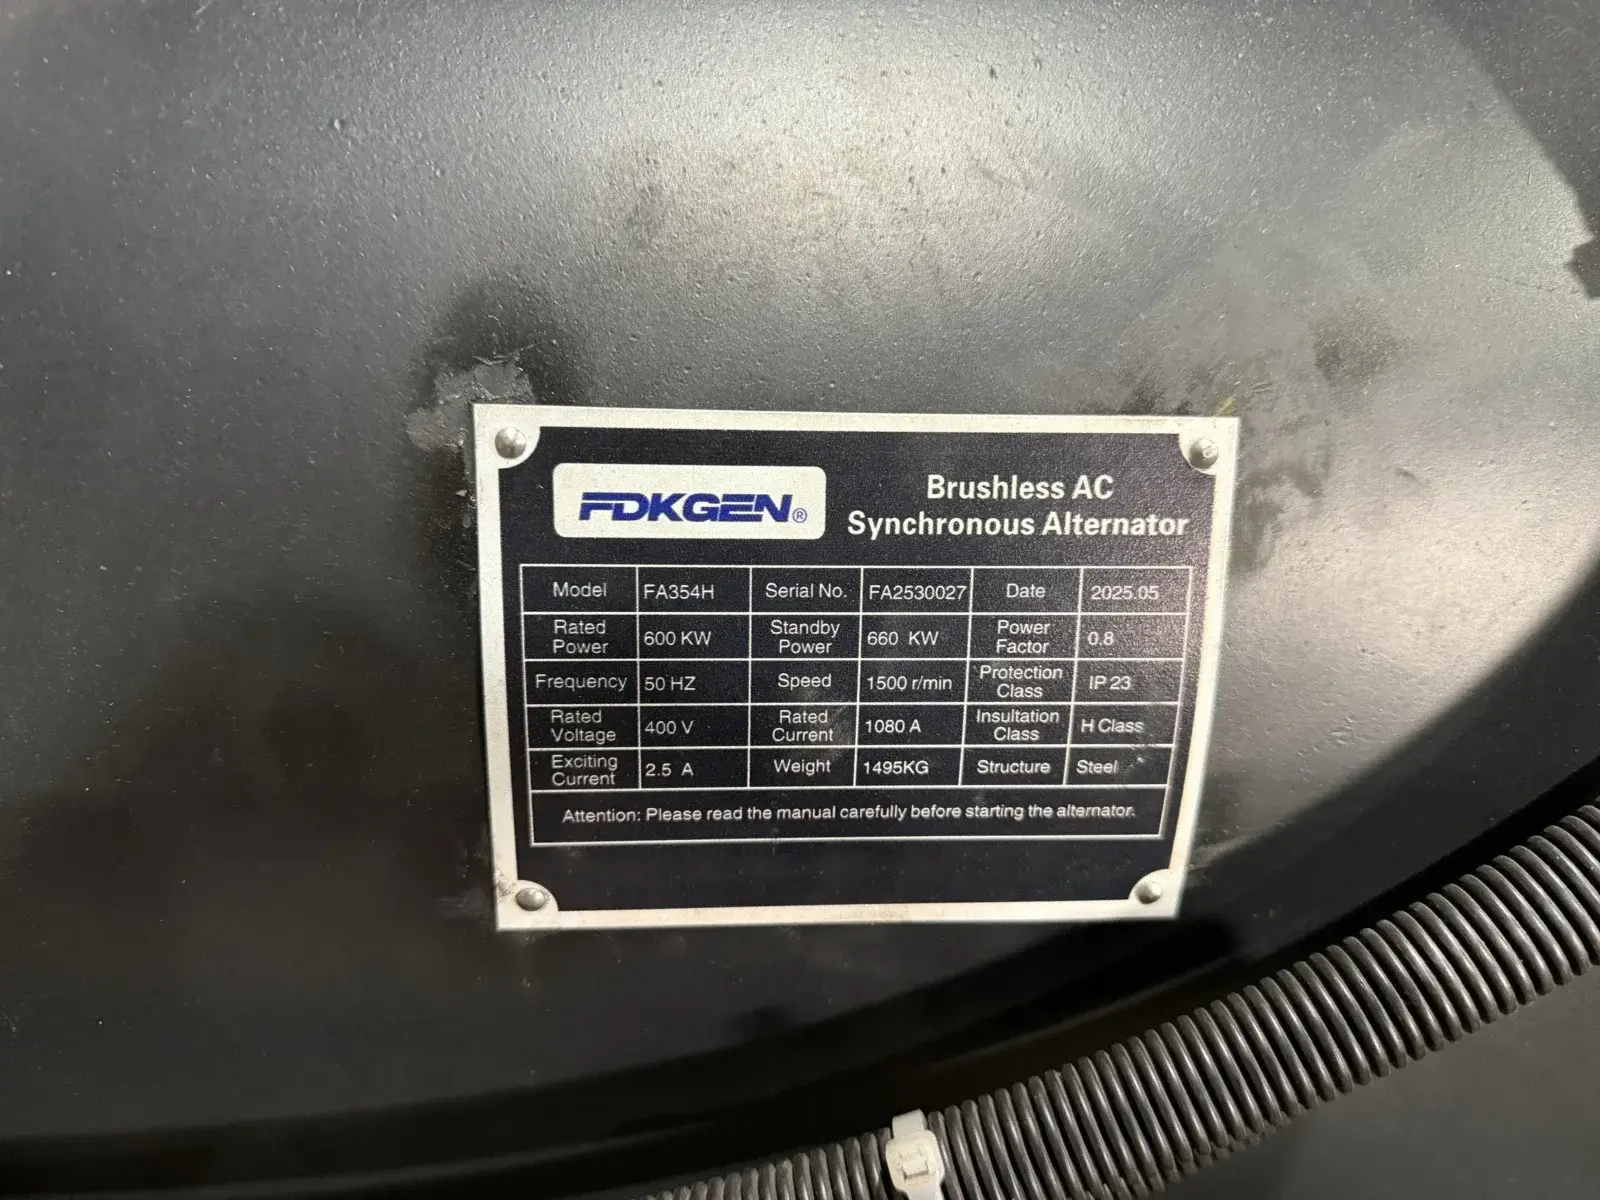 FDKGEN®
Brushless AC
Synchronous Alternator
Model FA354H Serial No. FA2530027 Date 2025.05
Rated Power 600 KW Standby Power 660 KW Power Factor 0.8
Frequency 50 HZ Speed 1500 r/min Protection Class IP 23
Rated Voltage 400 V Rated Current 1080 A Insultation Class H Class
Exciting Current 2.5 A Weight 1495KG Structure Steel
Attention: Please read the manual carefully before starting the alternator.